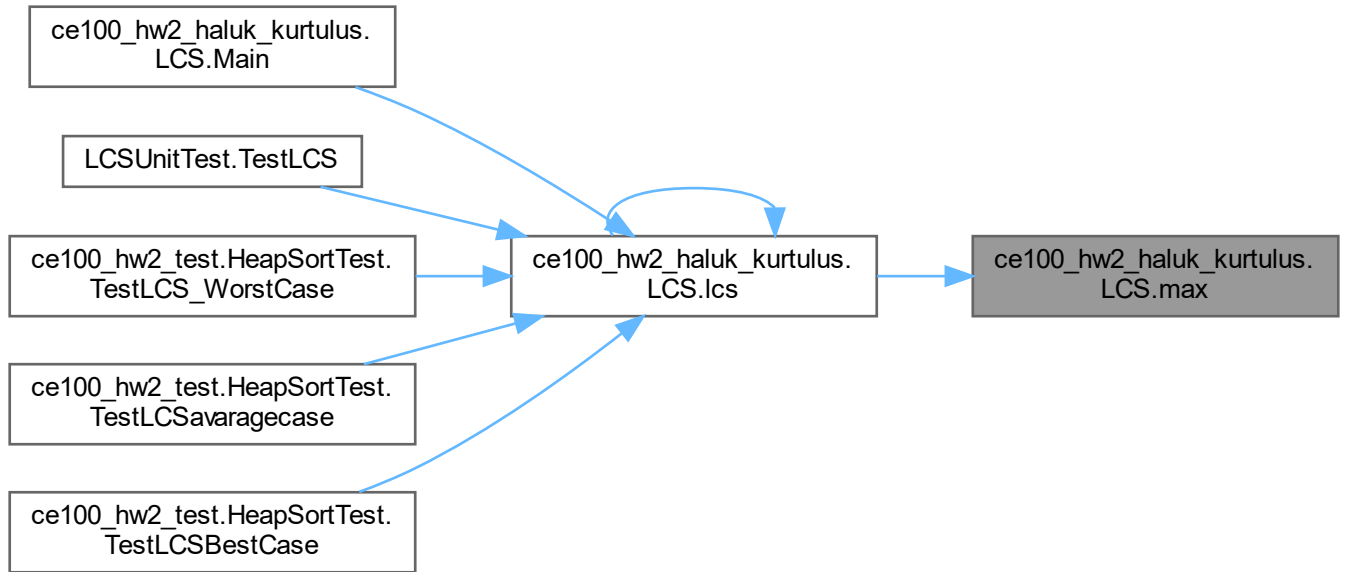 ce100_hw2_haluk_kurtulus.
LCS.Main
LCSUnitTest.TestLCS
ce100_hw2_test.HeapSortTest.
TestLCS_WorstCase
ce100_hw2_test.HeapSortTest.
TestLCSavaragecase
ce100_hw2_test.HeapSortTest.
TestLCSBestCase
ce100_hw2_haluk_kurtulus.
LCS.lcs
ce100_hw2_haluk_kurtulus.
LCS.max